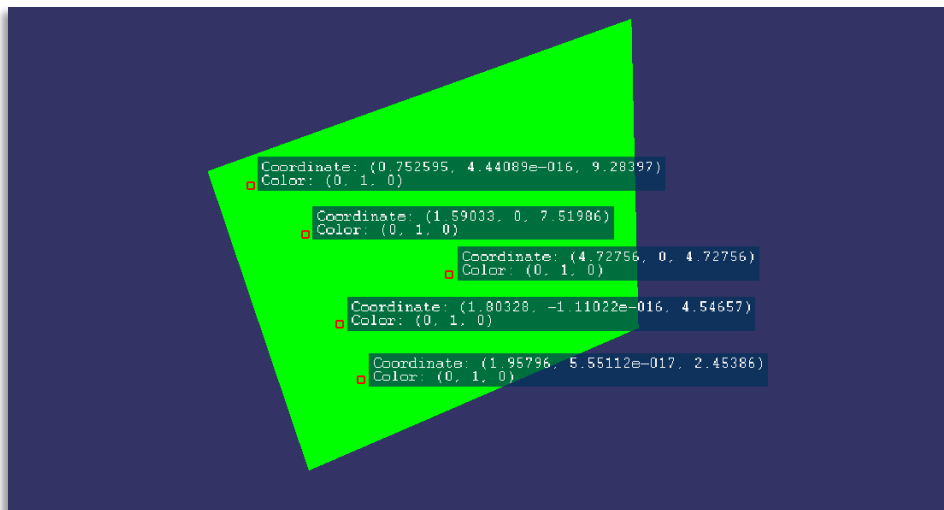 Coordinate: (0.752595, 4.44089e-016, 9.28397)
Color: (0, 1, 0)
Coordinate: (1.59033, 0, 7.51986)
Color: (0, 1, 0)
Coordinate: (4.72756, 0, 4.72756)
Color: (0, 1, 0)
Coordinate: (1.80328, -1.11022e-016, 4.54657)
Color: (0, 1, 0)
Coordinate: (1.95796, 5.55112e-017, 2.45386)
Color: (0, 1, 0)